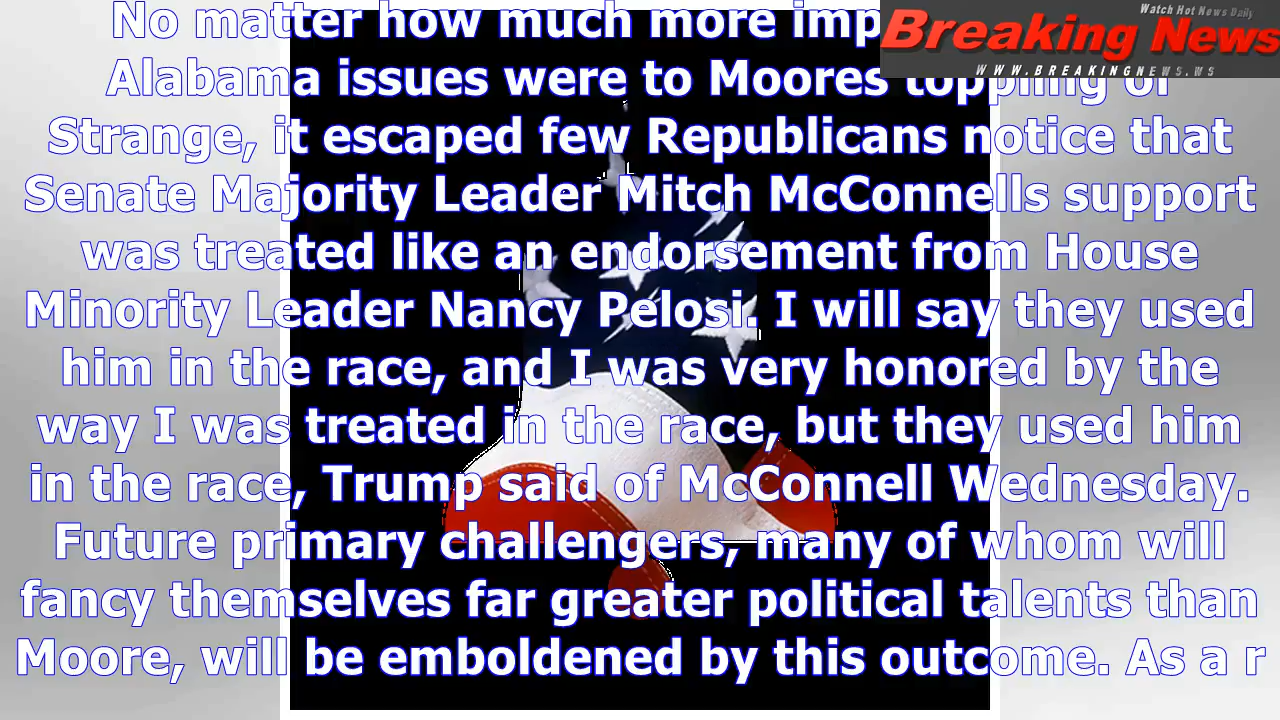 No matter how much more
Watch Hot News Daily
Breaking News
WWW.BREAKINGNEWS.WS
Alabama issues were to Moores toppling of
Strange, it escaped few Republicans notice that
Senate Majority Leader Mitch McConnells support
was treated like an endorsement from House
Minority Leader Nancy Pelosi. I will say they used
him in the race, and I was very honored by the
way I was treated in the race, but they used him
in the race, Trump said of McConnell Wednesday.
Future primary challengers, many of whom will
fancy themselves far greater political talents than
Moore, will be emboldened by this outcome. As a r